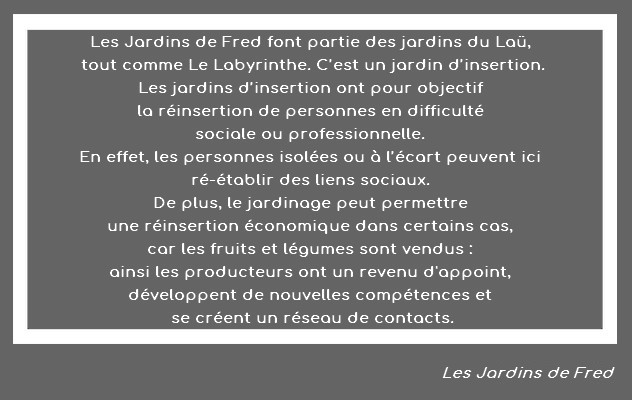 Les Jardins de Fred font partie des jardins du Laü,
tout comme Le Labyrinthe. C'est un jardin d'insertion.
Les jardins d'insertion ont pour objectif
la réinsertion de personnes en difficulté
sociale ou professionnelle.
En effet, les personnes isolées ou à l'écart peuvent ici
ré-établir des liens sociaux.
De plus, le jardinage peut permettre
une réinsertion économique dans certains cas,
car les fruits et légumes sont vendus :
ainsi les producteurs ont un revenu d'appoint,
développent de nouvelles compétences et
se créent un réseau de contacts.
Les Jardins de Fred